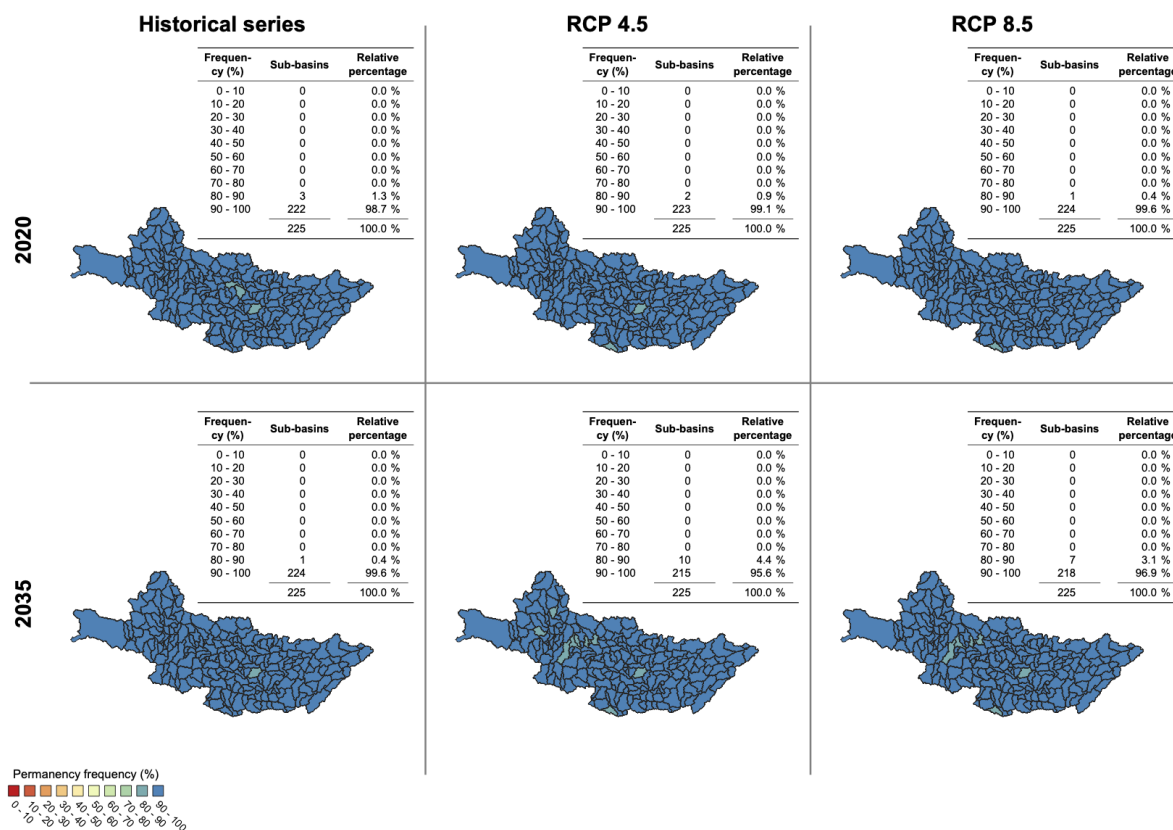 Historical series
RCP 4.5
RCP 8.5
2020
Frequen-
cy (%) Sub-basins Relative
percentage
0 - 10 0 0.0 %
10 - 20 0 0.0 %
20 - 30 0 0.0 %
30 - 40 0 0.0 %
40 - 50 0 0.0 %
50 - 60 0 0.0 %
60 - 70 0 0.0 %
70 - 80 0 0.0 %
80 - 90 3 1.3 %
90 - 100 222 98.7 %
225 100.0 %
Frequen-
cy (%) Sub-basins Relative
percentage
0 - 10 0 0.0 %
10 - 20 0 0.0 %
20 - 30 0 0.0 %
30 - 40 0 0.0 %
40 - 50 0 0.0 %
50 - 60 0 0.0 %
60 - 70 0 0.0 %
70 - 80 0 0.0 %
80 - 90 2 0.9 %
90 - 100 223 99.1 %
225 100.0 %
Frequen-
cy (%) Sub-basins Relative
percentage
0 - 10 0 0.0 %
10 - 20 0 0.0 %
20 - 30 0 0.0 %
30 - 40 0 0.0 %
40 - 50 0 0.0 %
50 - 60 0 0.0 %
60 - 70 0 0.0 %
70 - 80 0 0.0 %
80 - 90 1 0.4 %
90 - 100 224 99.6 %
225 100.0 %
2035
Frequen-
cy (%) Sub-basins Relative
percentage
0 - 10 0 0.0 %
10 - 20 0 0.0 %
20 - 30 0 0.0 %
30 - 40 0 0.0 %
40 - 50 0 0.0 %
50 - 60 0 0.0 %
60 - 70 0 0.0 %
70 - 80 0 0.0 %
80 - 90 1 0.4 %
90 - 100 224 99.6 %
225 100.0 %
Frequen-
cy (%) Sub-basins Relative
percentage
0 - 10 0 0.0 %
10 - 20 0 0.0 %
20 - 30 0 0.0 %
30 - 40 0 0.0 %
40 - 50 0 0.0 %
50 - 60 0 0.0 %
60 - 70 0 0.0 %
70 - 80 0 0.0 %
80 - 90 10 4.4 %
90 - 100 215 95.6 %
225 100.0 %
Frequen-
cy (%) Sub-basins Relative
percentage
0 - 10 0 0.0 %
10 - 20 0 0.0 %
20 - 30 0 0.0 %
30 - 40 0 0.0 %
40 - 50 0 0.0 %
50 - 60 0 0.0 %
60 - 70 0 0.0 %
70 - 80 0 0.0 %
80 - 90 7 3.1 %
90 - 100 218 96.9 %
225 100.0 %
Permanency frequency (%)
0 - 10
10 - 20
20 - 30
30 - 40
40 - 50
50 - 60
60 - 70
70 - 80
80 - 90
90 - 100